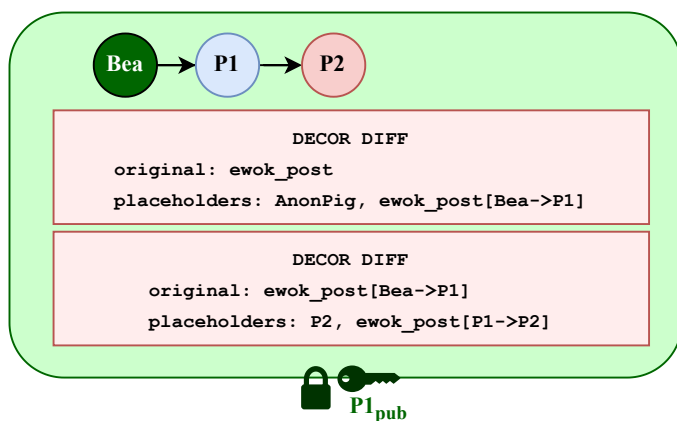 Bea P1 P2
DECOR DIFF
original: ewok_post
placeholders: AnonPig, ewok_post[Bea->P1]
DECOR DIFF
original: ewok_post[Bea->P1]
placeholders: P2, ewok_post[P1->P2]
P1pub